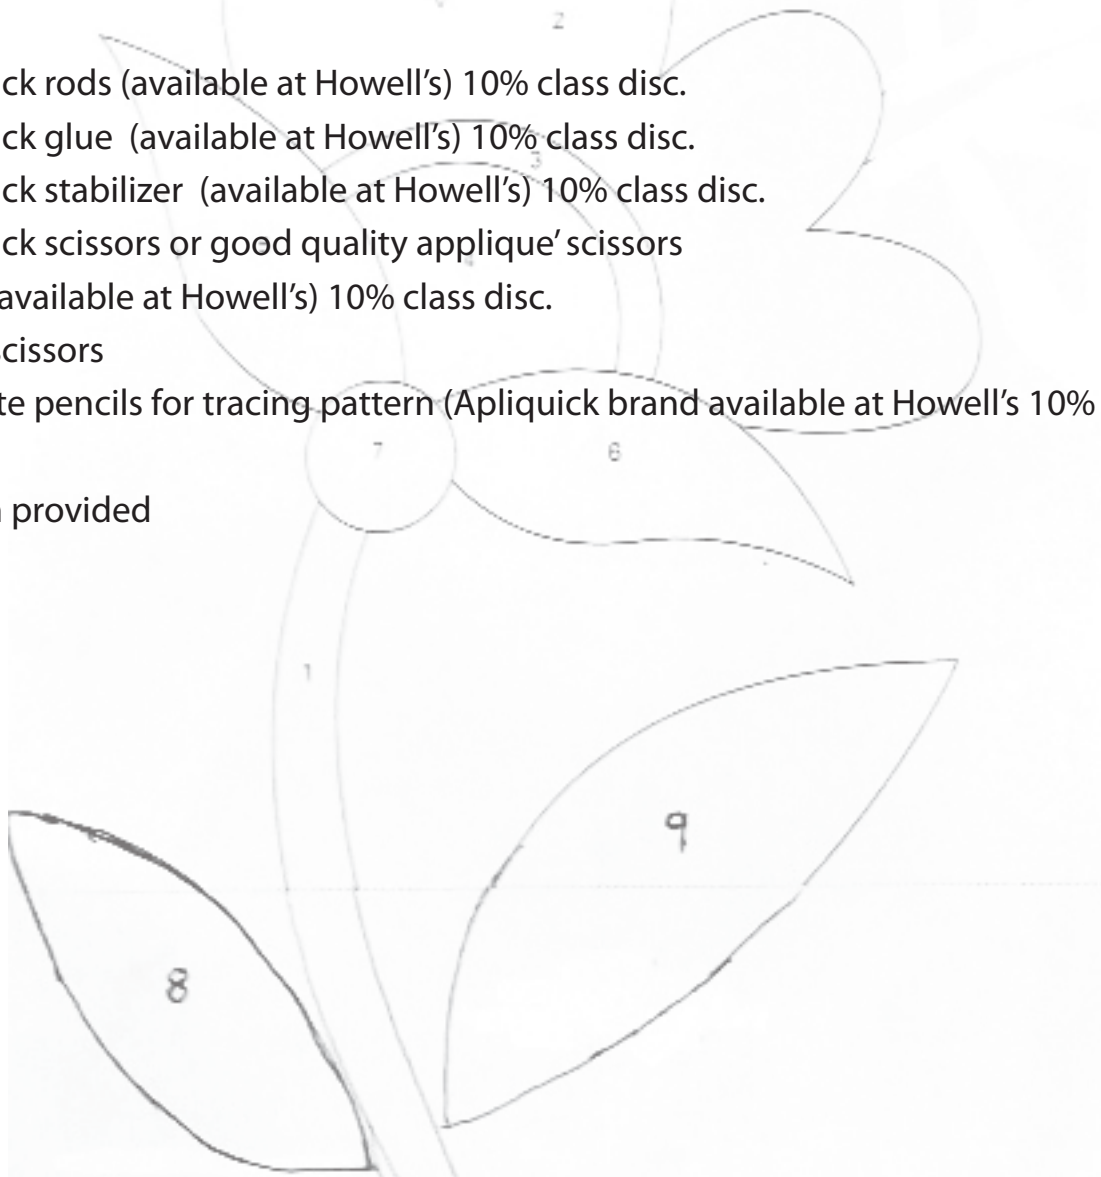 2
ck rods (available at Howell’s) 10% class disc.
ck glue  (available at Howell’s) 10% class disc.
3
ck stabilizer  (available at Howell’s) 10% class disc.
ck scissors or good quality applique’ scissors
available at Howell’s) 10% class disc.
scissors
te pencils for tracing pattern (Apliquick brand available at Howell’s 10%
7
6
provided
1
9
8